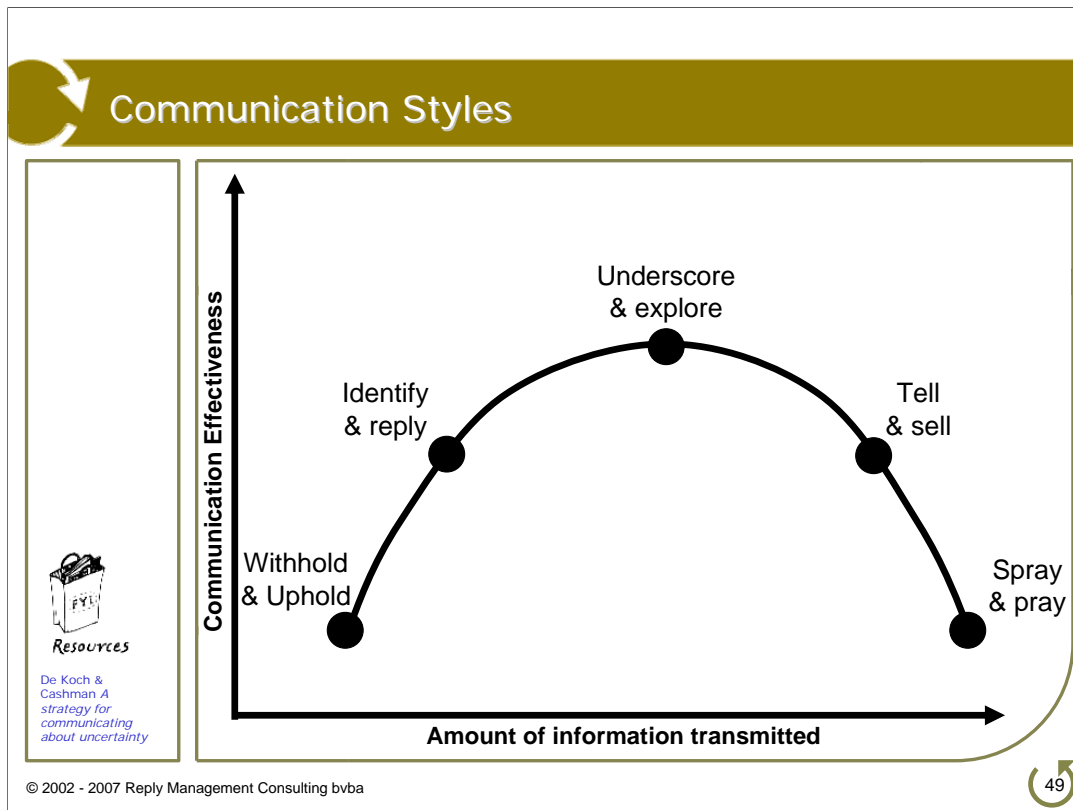 Communication Styles
Communication Effectiveness
Underscore
& explore
Identify
& reply
Tell
& sell
Withhold
& Uphold
Spray
& pray
Amount of information transmitted
FYI
Resources
De Koch &
Cashman A
strategy for
communicating
about uncertainty
© 2002 - 2007 Reply Management Consulting bvba
49